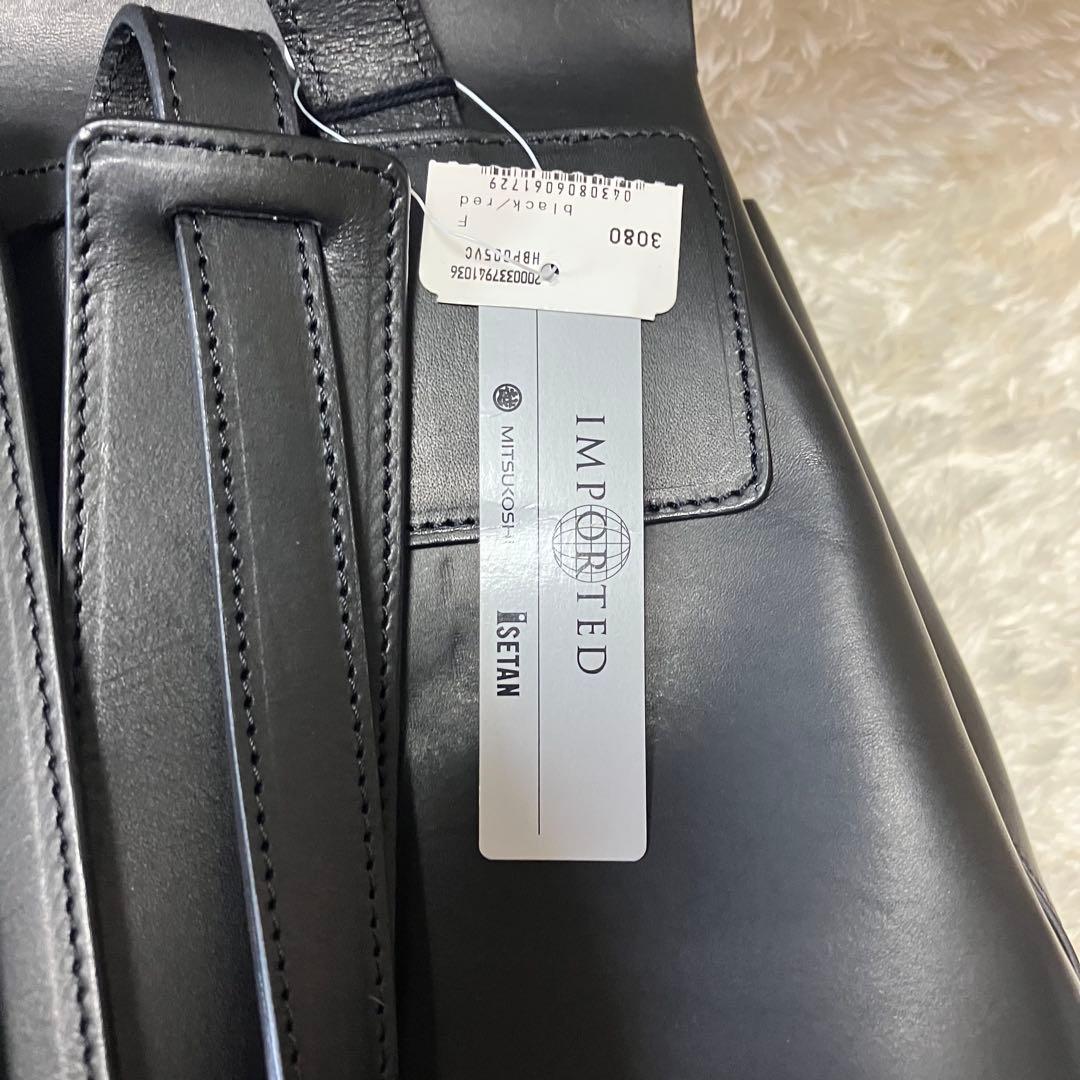 2000337941036
HBP005VC
3080
F
black/red
0430806061729
IMPORTED
MITSUKOSHI
ISETAN